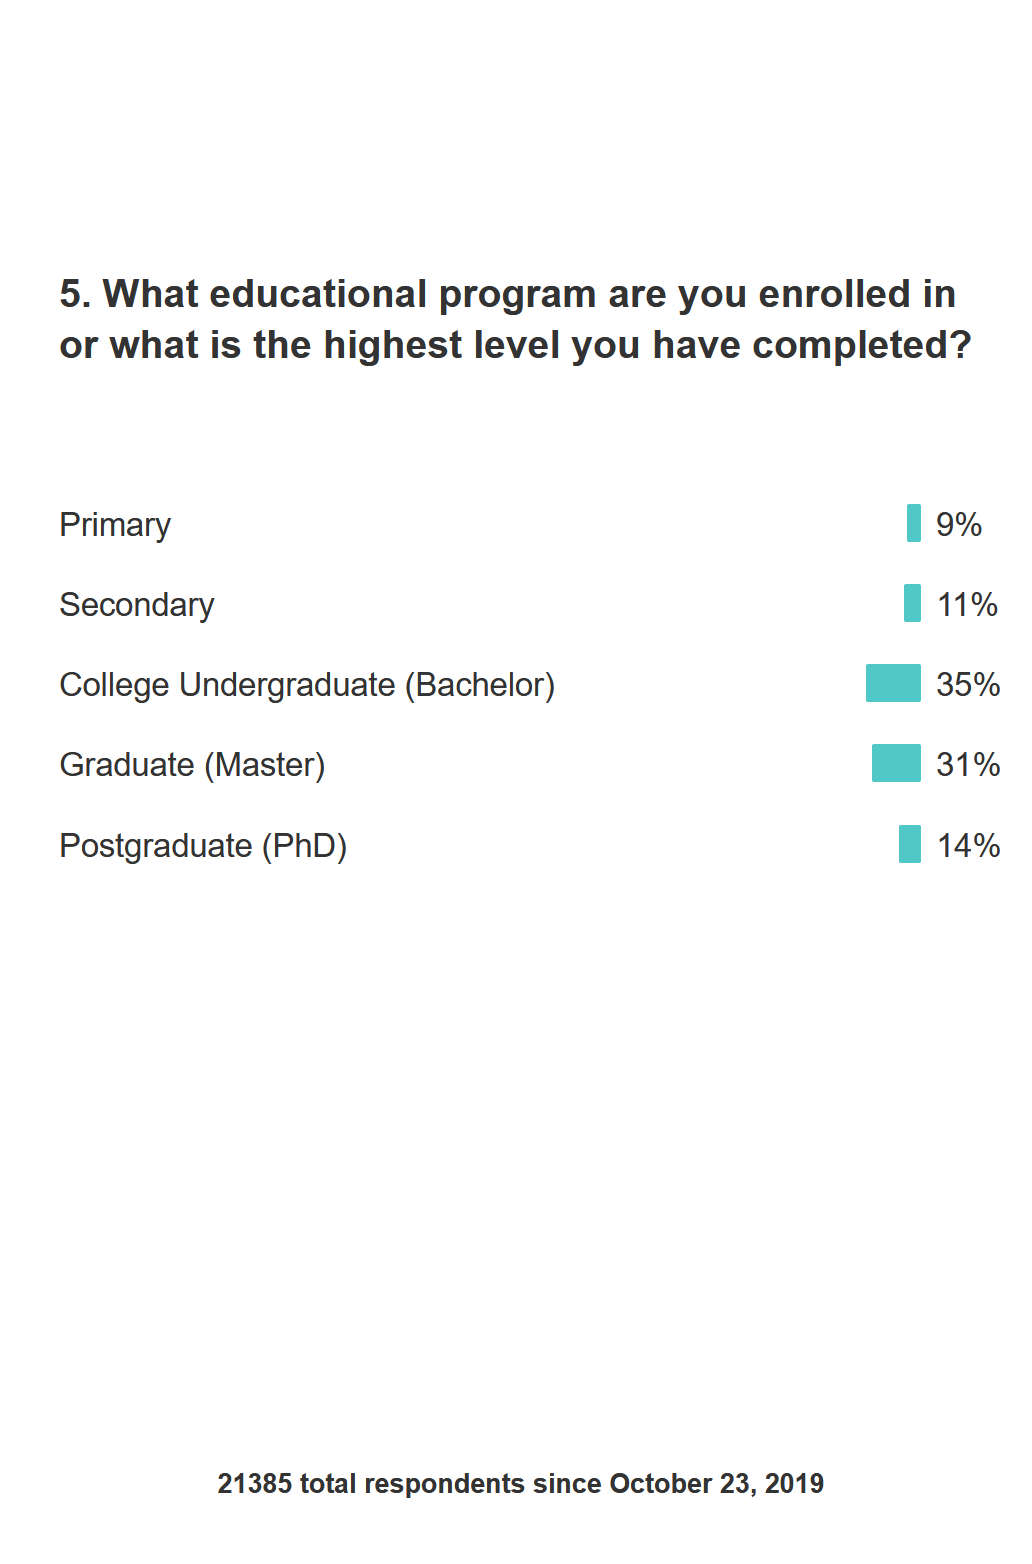 5. What educational program are you enrolled in
or what is the highest level you have completed?
Primary 9%
Secondary 11%
College Undergraduate (Bachelor) 35%
Graduate (Master) 31%
Postgraduate (PhD) 14%
21385 total respondents since October 23, 2019